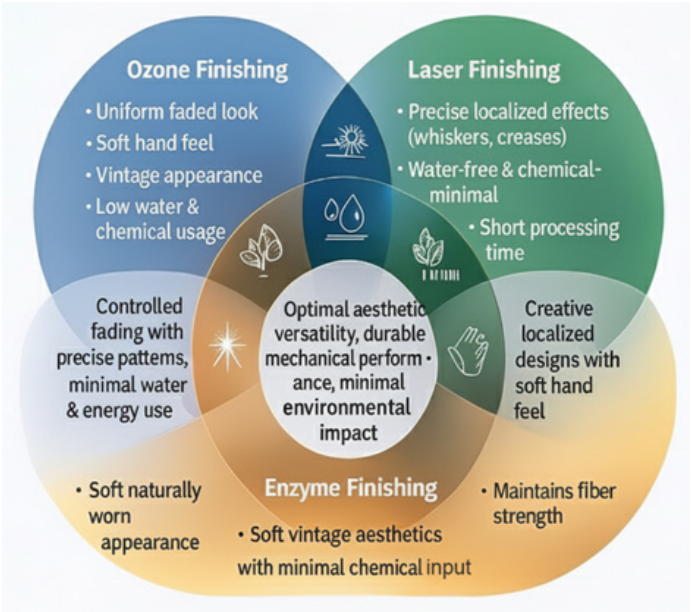 Ozone Finishing
• Uniform faded look
• Soft hand feel
• Vintage appearance
• Low water &
chemical usage
Laser Finishing
• Precise localized effects
(whiskers, creases)
• Water-free & chemical-
minimal
• Short processing
time
Controlled
fading with
precise pattems,
minimal water
& energy use
Optimal aesthetic
versatility, durable
mechanical perform •
ance, minimal
environmental
impact
Creative
localized
designs with
soft hand
feel
Enzyme Finishing
• Soft naturally
worn
appearance
• Soft vintage aesthetics
with minimal chemical input
• Maintains fiber
strength